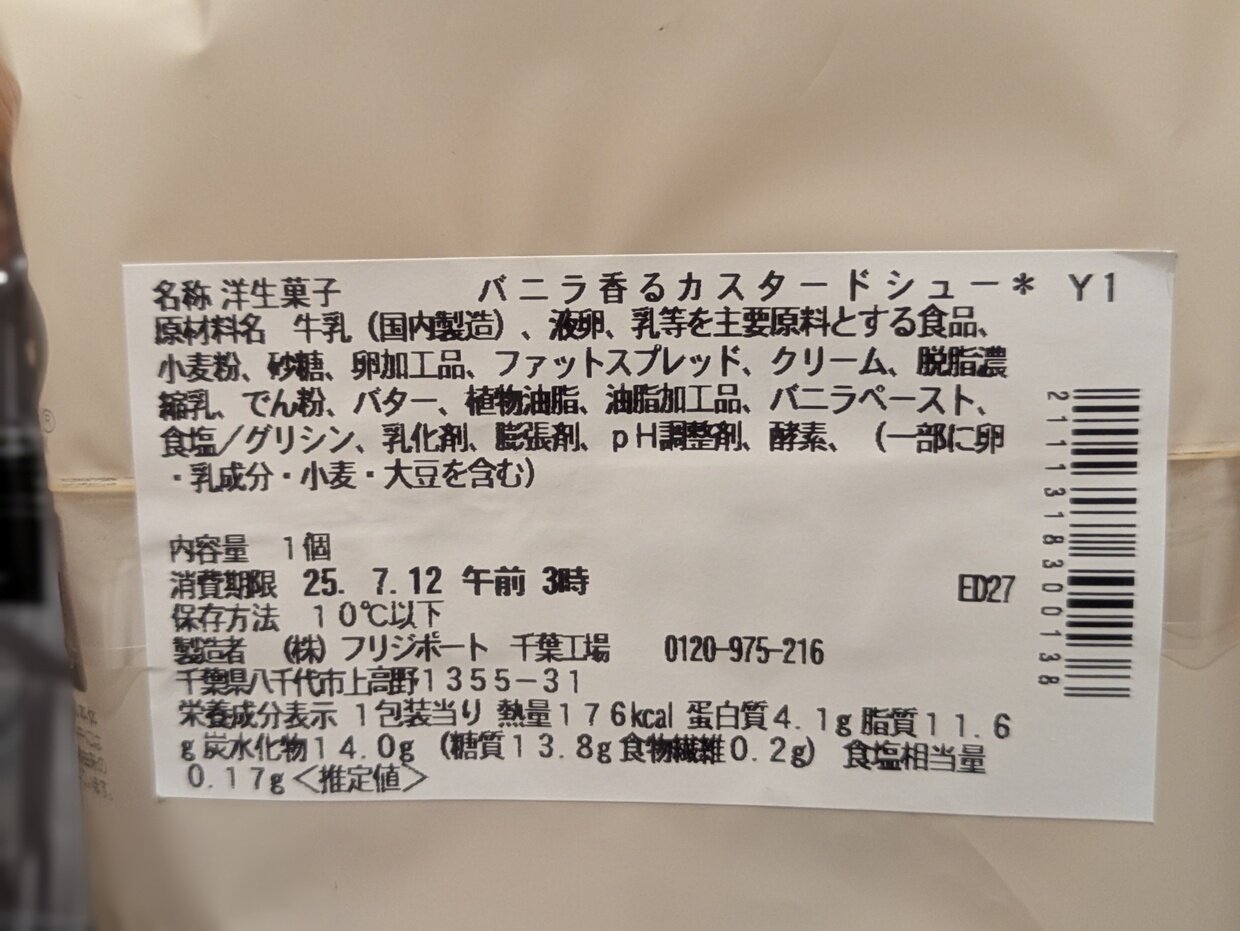 名称 洋生菓子 バニラ香るカスタードシュー* Y1
原材料名 牛乳（国内製造）、液卵、乳等を主要原料とする食品、
小麦粉、砂糖、卵加工品、ファットスプレッド、クリーム、脱脂濃
縮乳、でん粉、バター、植物油脂、油脂加工品、バニラペースト、
食塩／グリシン、乳化剤、膨張剤、pH調整剤、酵素、（一部に卵
・乳成分・小麦・大豆を含む）
内容量 1個
消費期限 25. 7.12 午前 3時
ED27
保存方法 10℃以下
製造者 （株）フリジポート 千葉工場 0120-975-216
千葉県八千代市上高野1355-31
栄養成分表示 1包装当り 熱量176kcal 蛋白質4.1g 脂質11.6
g 炭水化物14.0g （糖質13.8g 食物繊維0.2g） 食塩相当量
0.17g＜推定値＞
2111318300138
®